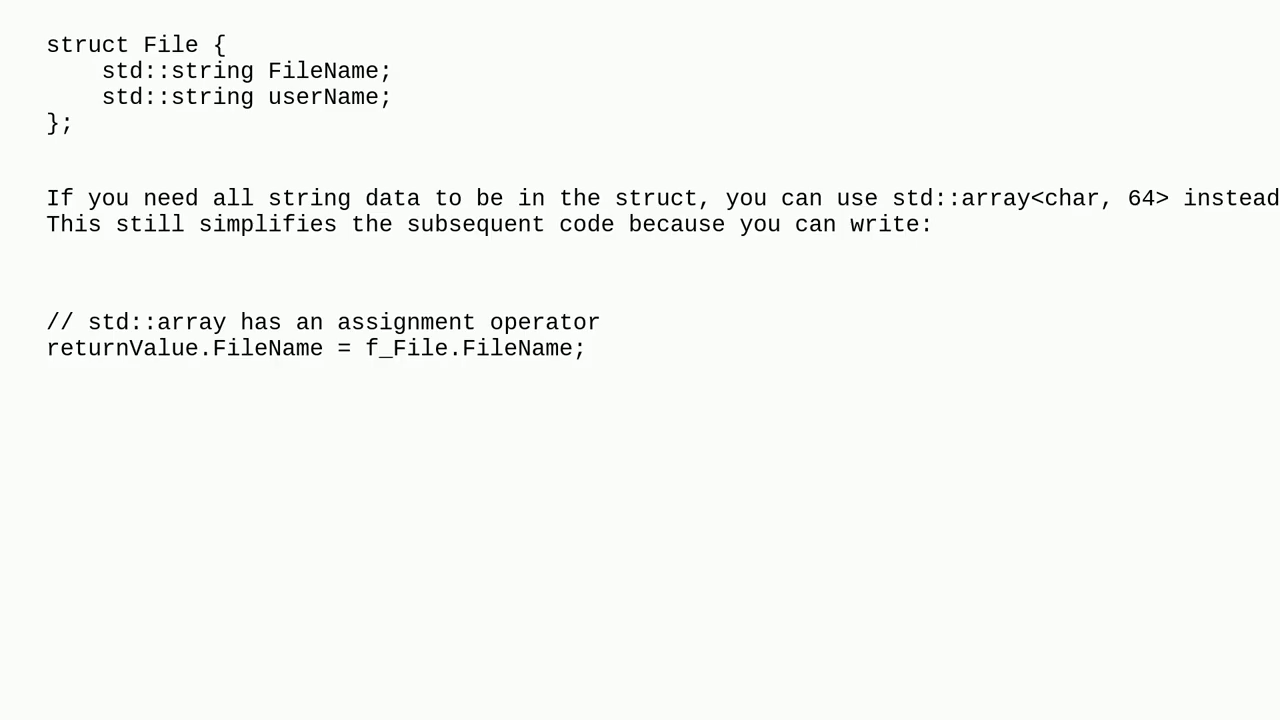 struct File {
    std::string FileName;
    std::string userName;
};
If you need all string data to be in the struct, you can use std::array<char, 64> instead
This still simplifies the subsequent code because you can write:
// std::array has an assignment operator
returnValue.FileName = f_File.FileName;